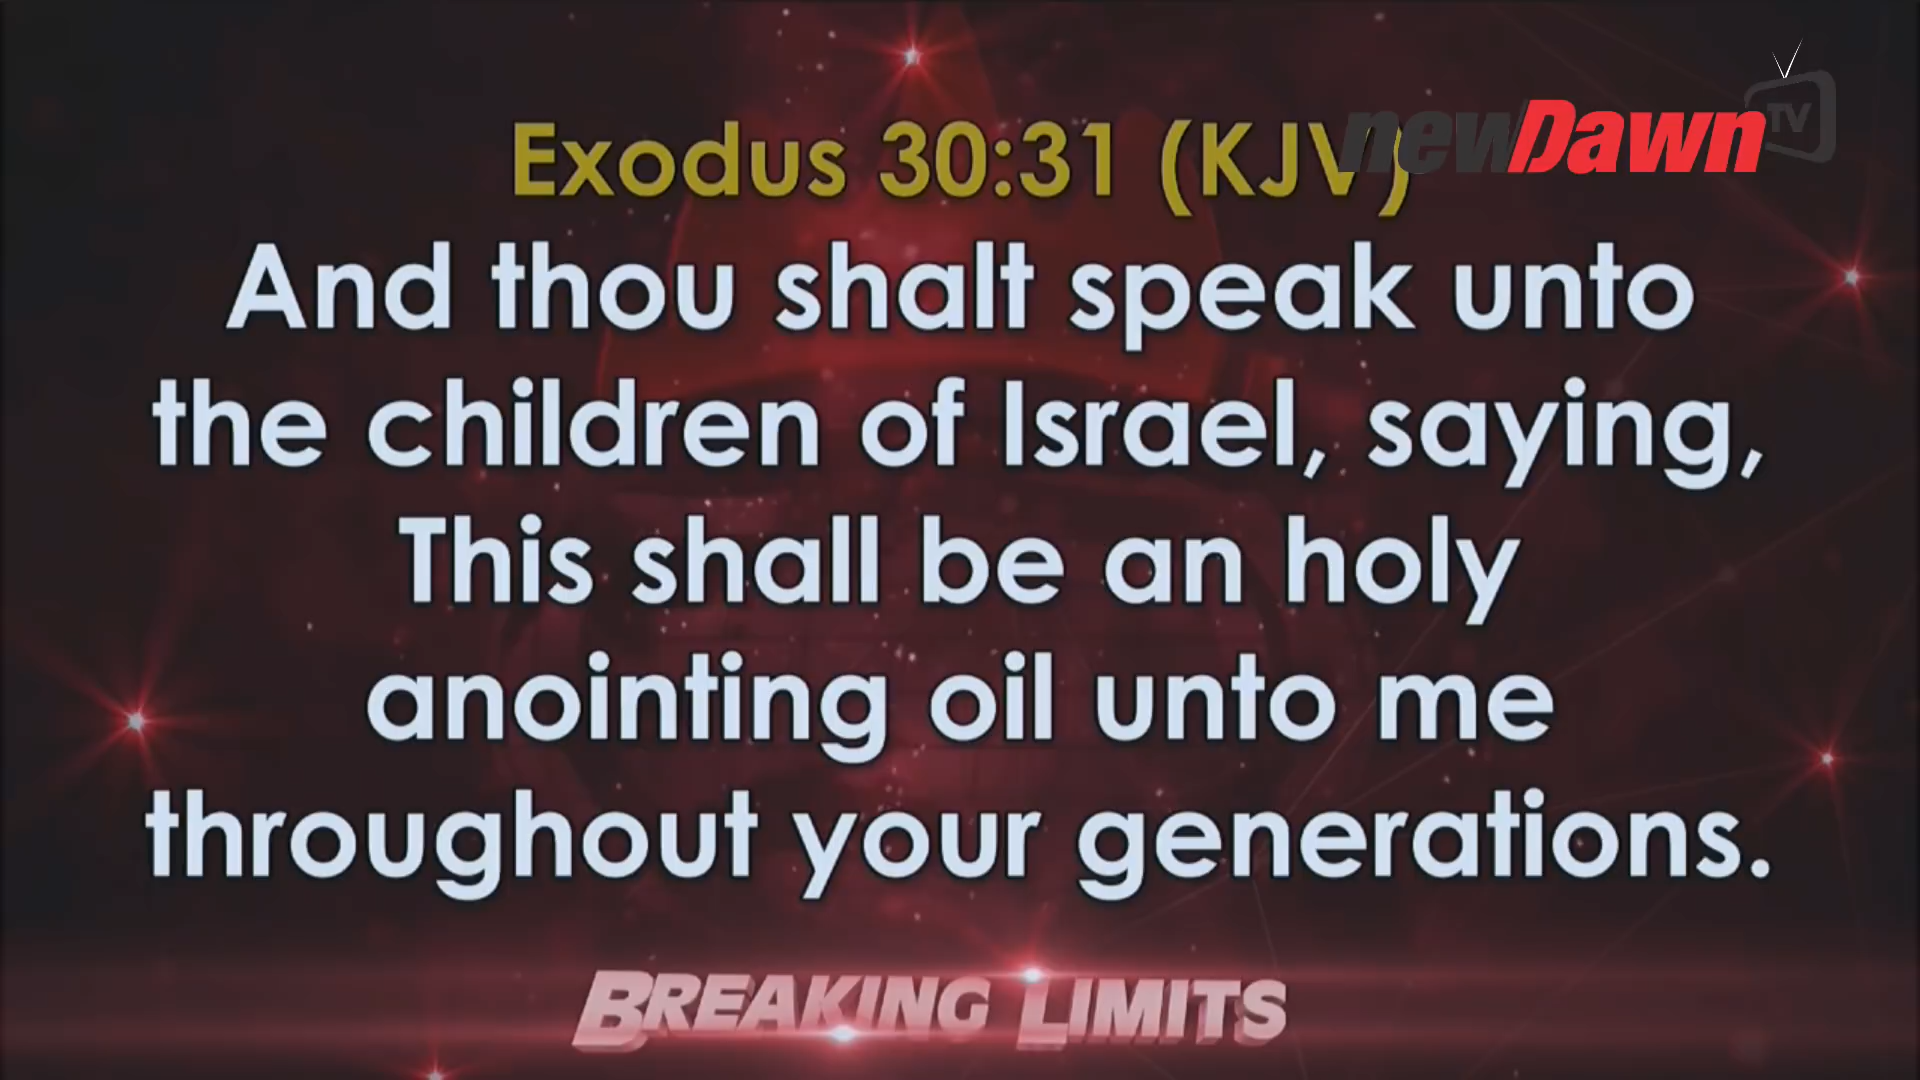 newDawn TV
Exodus 30:31 (KJV)
And thou shalt speak unto
the children of Israel, saying,
This shall be an holy
anointing oil unto me
throughout your generations.
BREAKING LIMITS